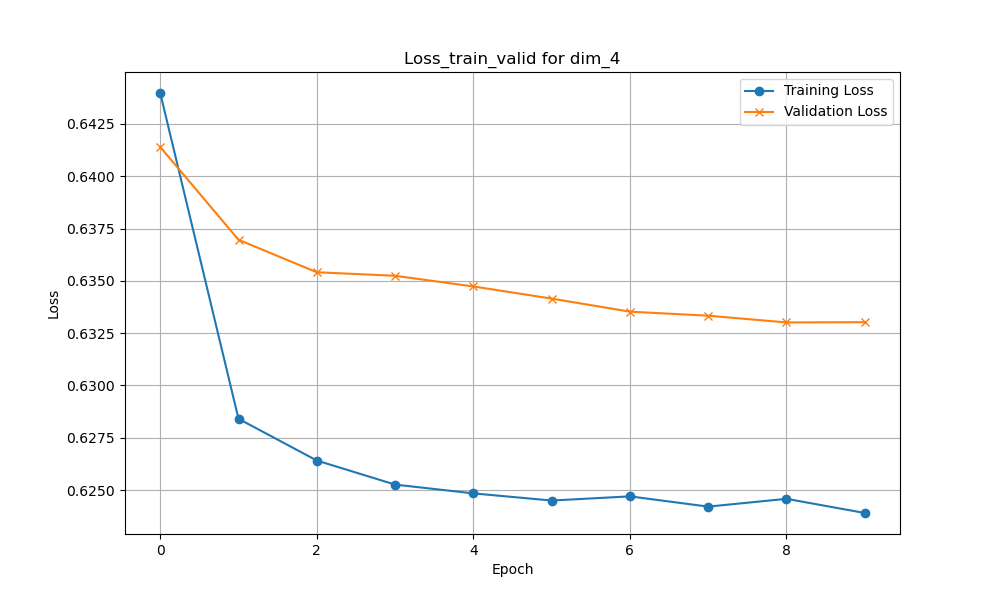 Loss_train_valid for dim_4
Training Loss
Validation Loss
0.6425
0.6400
0.6375
0.6350
0.6325
0.6300
0.6275
0.6250
Loss
0 2 4 6 8
Epoch